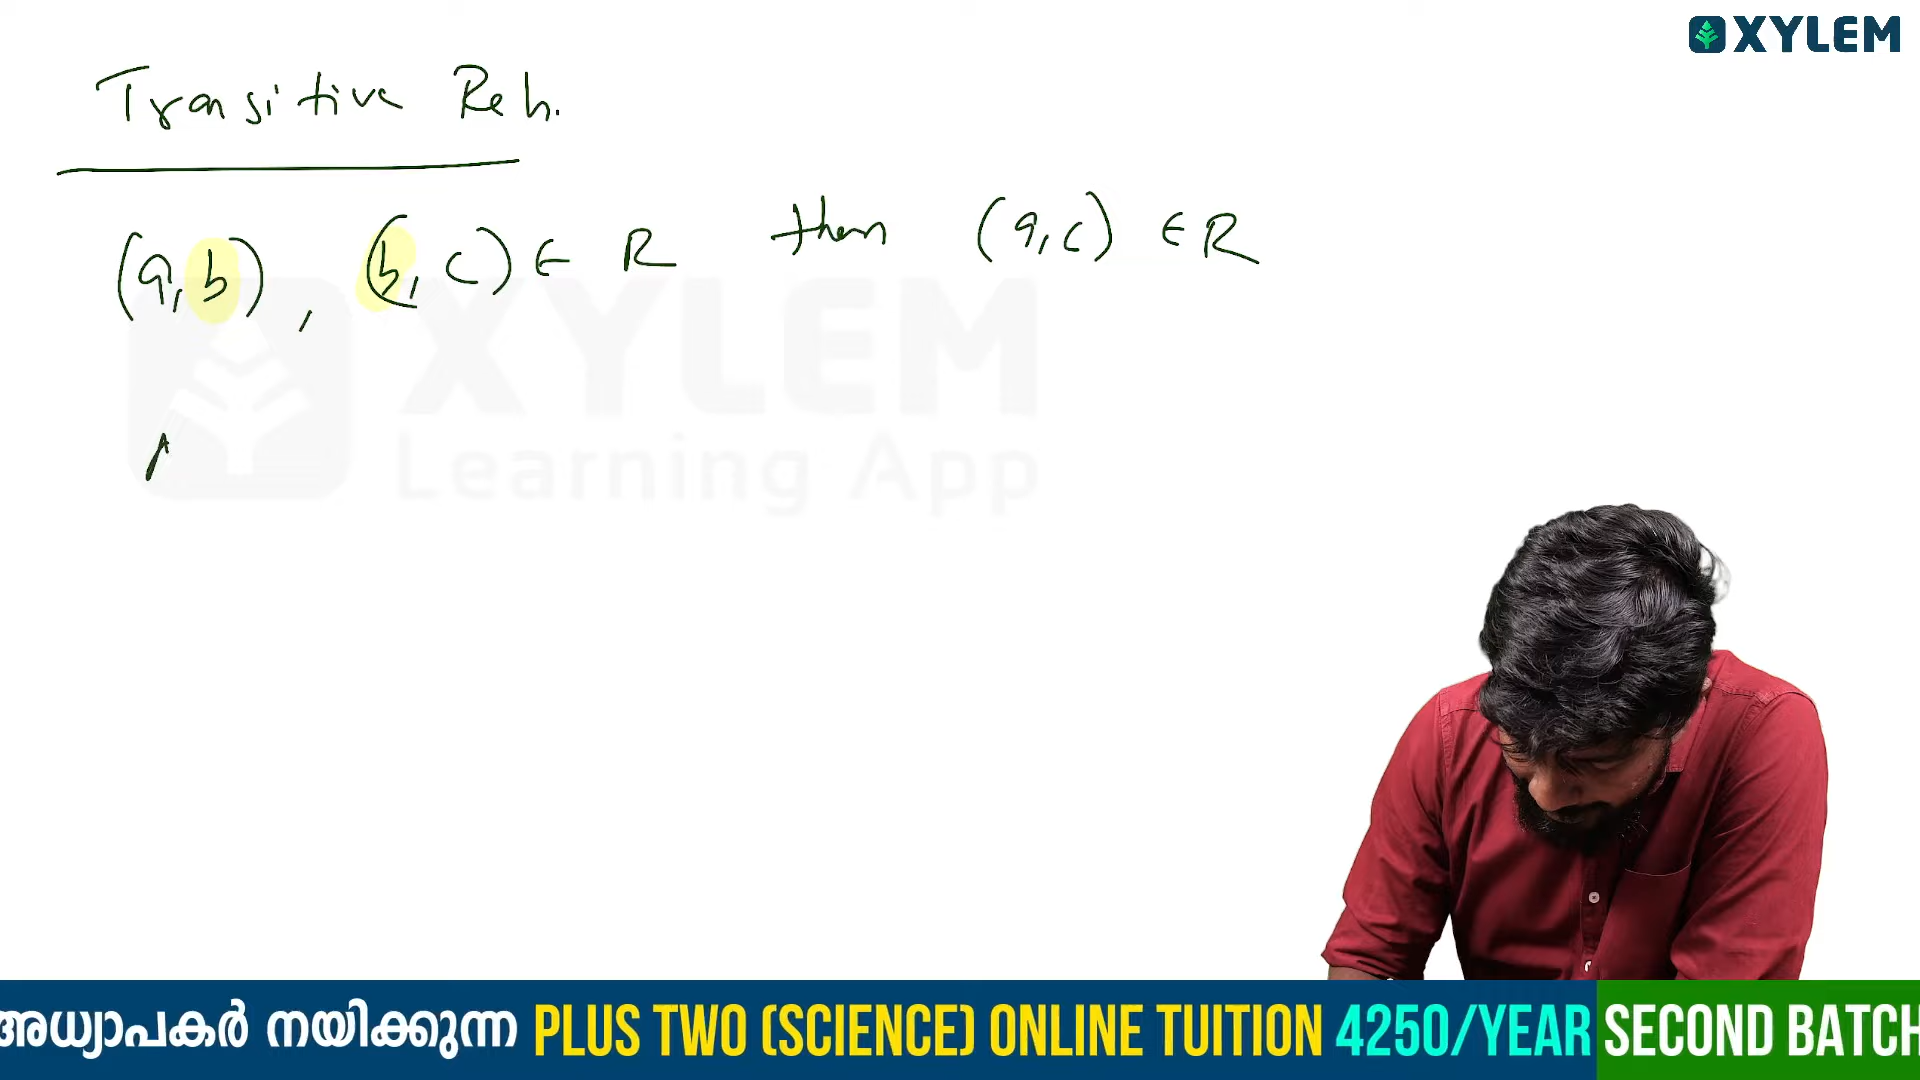 XYLEM
Transitive Reln.
(a, b) , (b, c) ∈ R then (a, c) ∈ R
XYLEM
Learning App
അധ്യാപകർ നയിക്കുന്ന PLUS TWO (SCIENCE) ONLINE TUITION 4250/YEAR SECOND BATCH